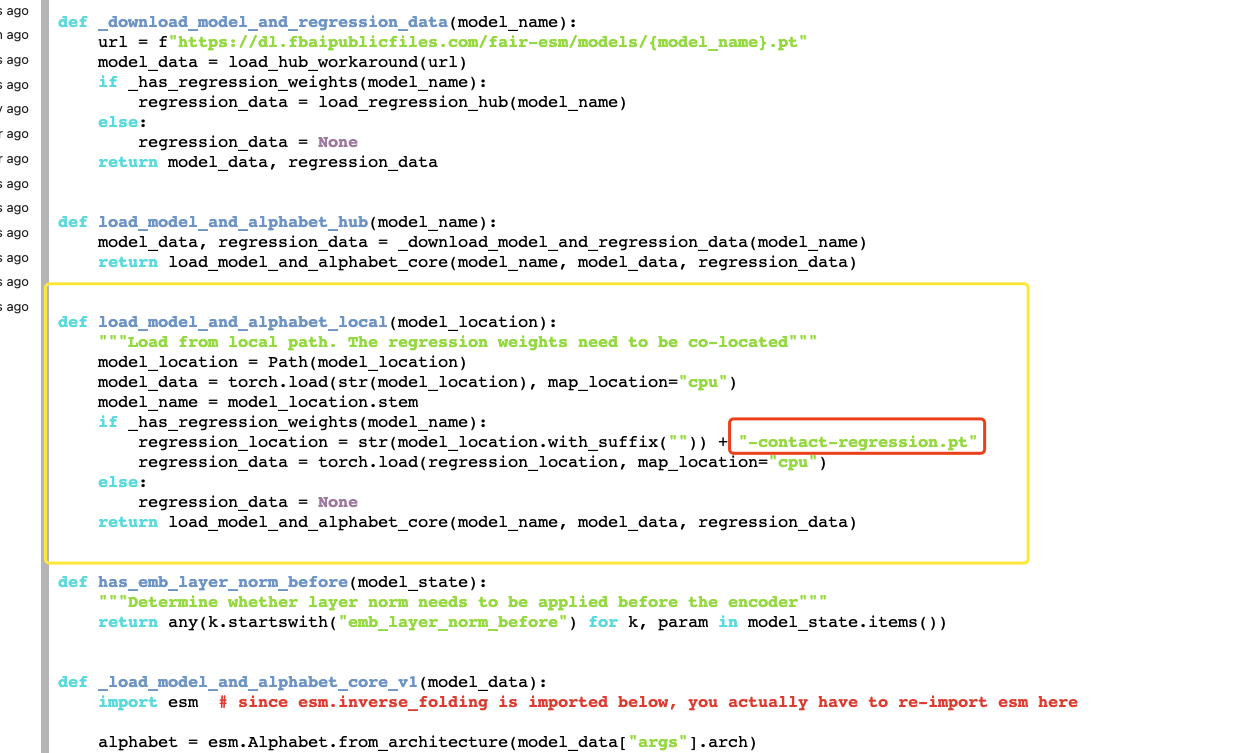 s ago
def _download_model_and_regression_data(model_name):
n ago
    url = f"https://dl.fbaipublicfiles.com/fair-esm/models/{model_name}.pt"
s ago
    model_data = load_hub_workaround(url)
s ago
    if _has_regression_weights(model_name):
y ago
        regression_data = load_regression_hub(model_name)
    else:
r ago
        regression_data = None
r ago
    return model_data, regression_data
s ago
s ago
def load_model_and_alphabet_hub(model_name):
s ago
    model_data, regression_data = _download_model_and_regression_data(model_name)
s ago
    return load_model_and_alphabet_core(model_name, model_data, regression_data)
s ago
s ago
def load_model_and_alphabet_local(model_location):
    """Load from local path. The regression weights need to be co-located"""
    model_location = Path(model_location)
    model_data = torch.load(str(model_location), map_location="cpu")
    model_name = model_location.stem
    if _has_regression_weights(model_name):
        regression_location = str(model_location.with_suffix("")) + "-contact-regression.pt"
        regression_data = torch.load(regression_location, map_location="cpu")
    else:
        regression_data = None
    return load_model_and_alphabet_core(model_name, model_data, regression_data)
def has_emb_layer_norm_before(model_state):
    """Determine whether layer norm needs to be applied before the encoder"""
    return any(k.startswith("emb_layer_norm_before") for k, param in model_state.items())
def _load_model_and_alphabet_core_v1(model_data):
    import esm  # since esm.inverse_folding is imported below, you actually have to re-import esm here
    alphabet = esm.Alphabet.from_architecture(model_data["args"].arch)